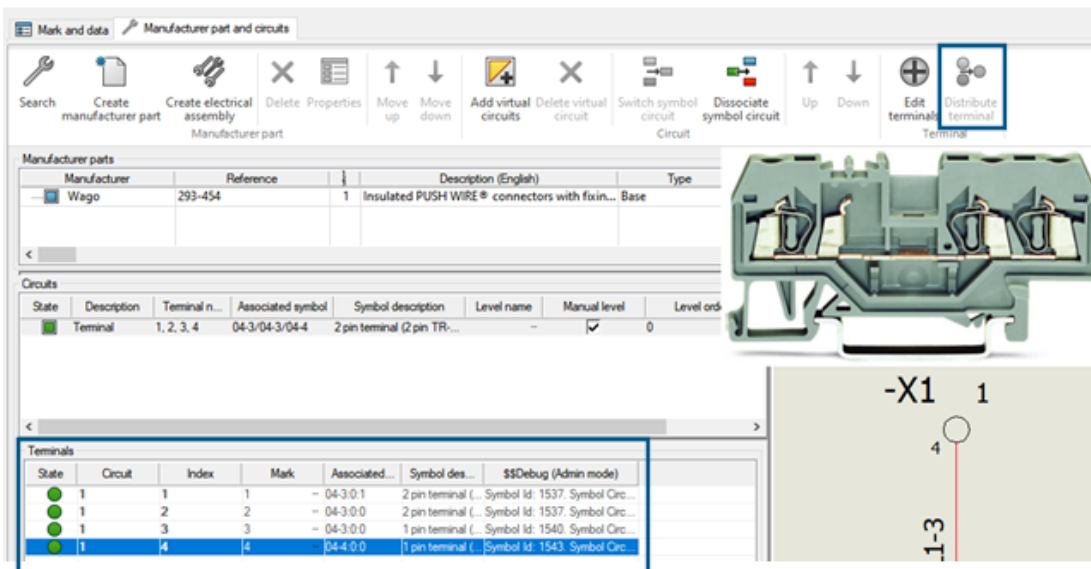 Mark and data Manufacturer part and circuits
Search Create manufacturer part Create electrical assembly Delete Properties Move up Move down Add virtual circuits Delete virtual circuit Switch symbol circuit Dissociate symbol circuit Up Down Edit terminals Distribute terminal
Manufacturer part Circuit Terminal
Manufacturer parts
Manufacturer Reference Description (English) Type
Wago 293-454 1 Insulated PUSH WIRE® connectors with fixin... Base
Circuits
State Description Terminal n... Associated symbol Symbol description Level name Manual level Level ord
Terminal 1, 2, 3, 4 04-3/04-3/04-4 2 pin terminal (2 pin TR-... – 0
Terminals
State Circuit Index Mark Associated... Symbol des... $$Debug (Admin mode)
1 1 1 – 04-3:0:1 2 pin terminal (... Symbol Id: 1537. Symbol Circ...
1 2 2 – 04-3:0:0 2 pin terminal (... Symbol Id: 1537. Symbol Circ...
1 3 3 – 04-3:0:0 1 pin terminal (... Symbol Id: 1540. Symbol Circ...
1 4 4 – 04-4:0:0 1 pin terminal (... Symbol Id: 1543. Symbol Circ...
-X1 1
4
L1-3